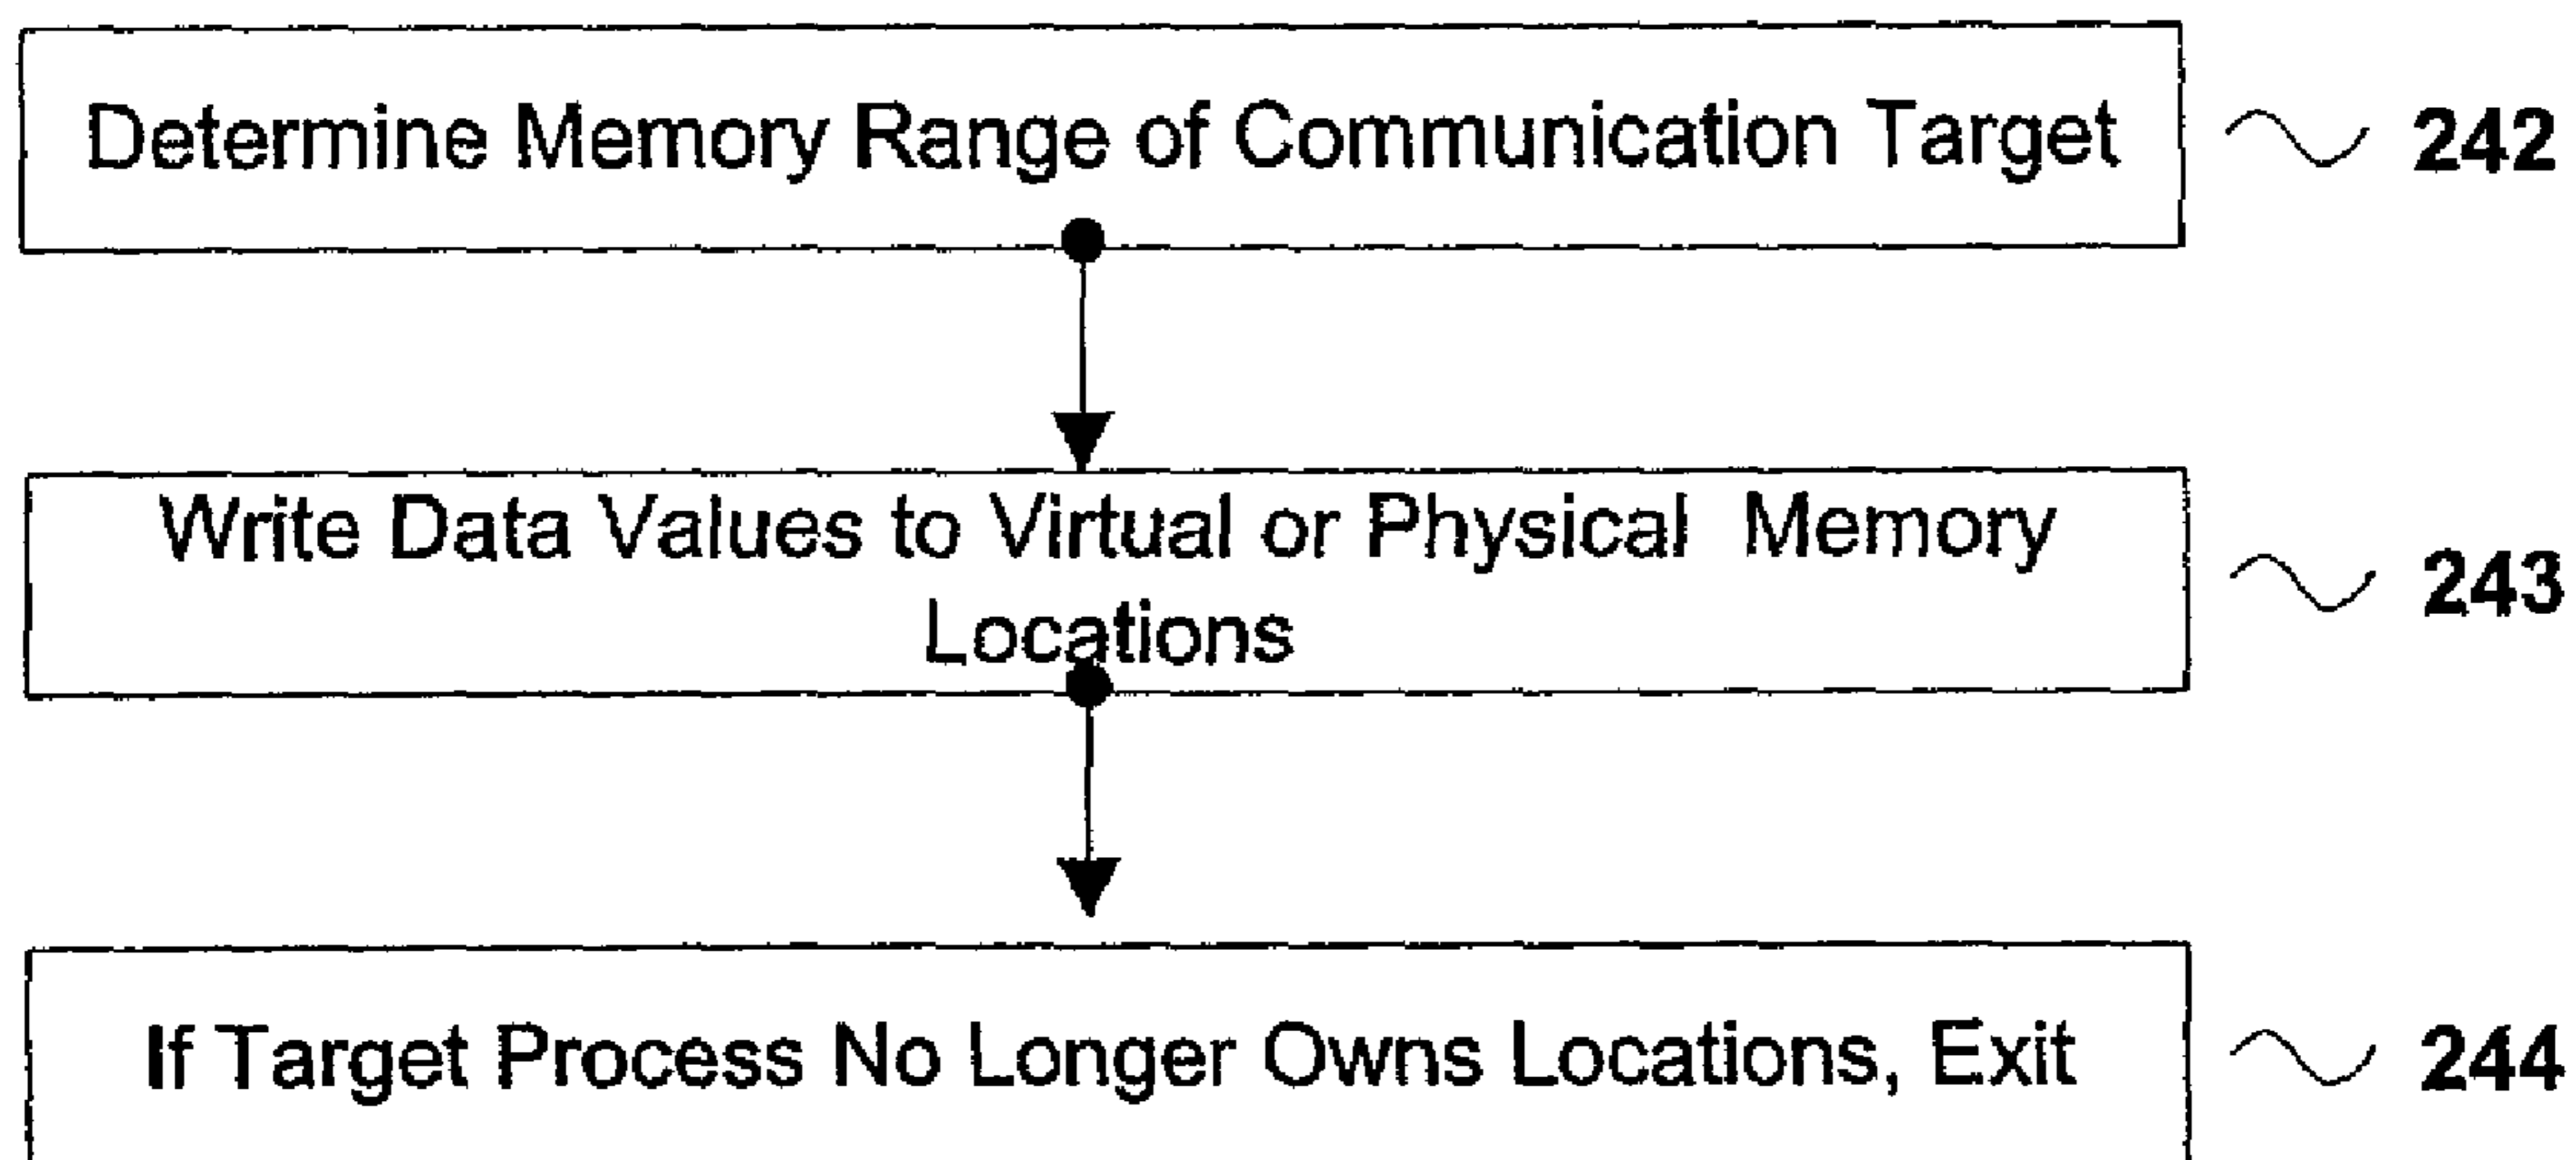 Determine Memory Range of Communication Target
242
Write Data Values to Virtual or Physical Memory
Locations
243
If Target Process No Longer Owns Locations, Exit
244